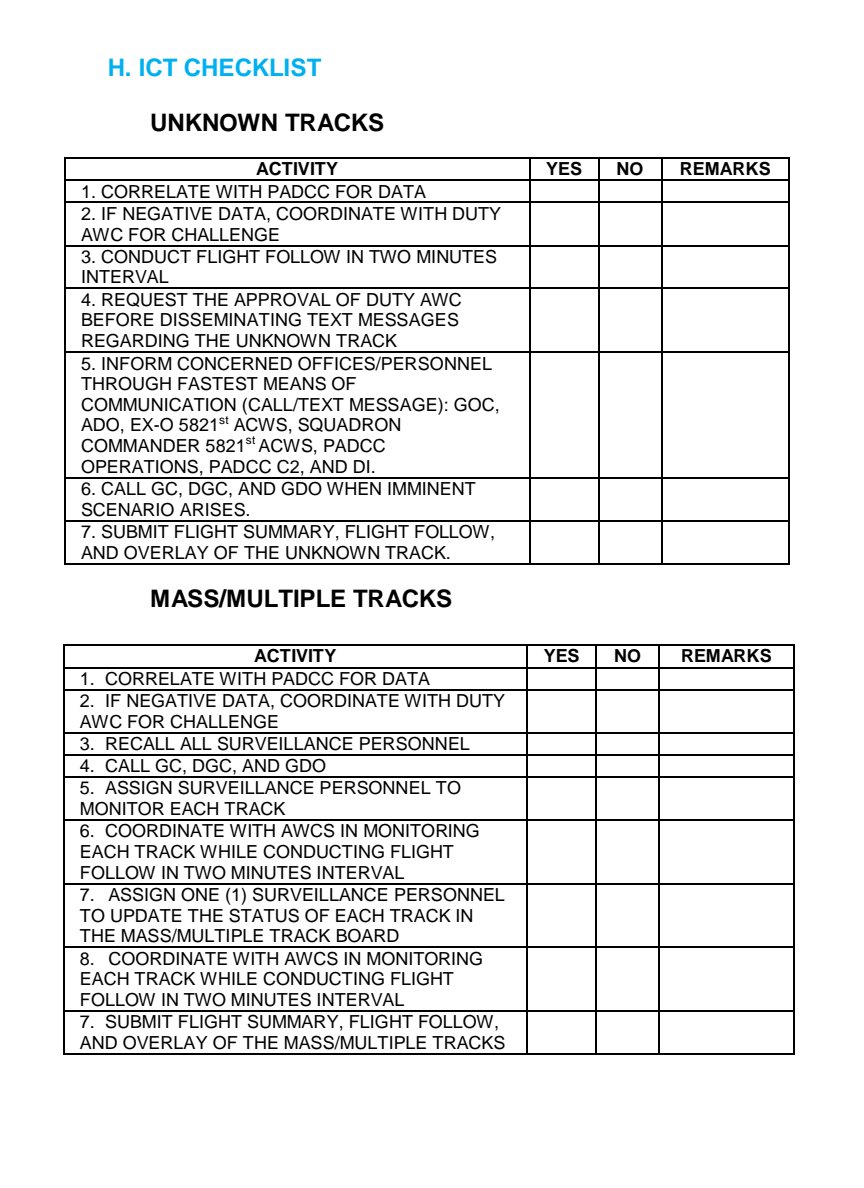 H. ICT CHECKLIST
UNKNOWN TRACKS
ACTIVITY YES NO REMARKS
1. CORRELATE WITH PADCC FOR DATA
2. IF NEGATIVE DATA, COORDINATE WITH DUTY
AWC FOR CHALLENGE
3. CONDUCT FLIGHT FOLLOW IN TWO MINUTES
INTERVAL
4. REQUEST THE APPROVAL OF DUTY AWC
BEFORE DISSEMINATING TEXT MESSAGES
REGARDING THE UNKNOWN TRACK
5. INFORM CONCERNED OFFICES/PERSONNEL
THROUGH FASTEST MEANS OF
COMMUNICATION (CALL/TEXT MESSAGE): GOC,
ADO, EX-O 5821st ACWS, SQUADRON
COMMANDER 5821st ACWS, PADCC
OPERATIONS, PADCC C2, AND DI.
6. CALL GC, DGC, AND GDO WHEN IMMINENT
SCENARIO ARISES.
7. SUBMIT FLIGHT SUMMARY, FLIGHT FOLLOW,
AND OVERLAY OF THE UNKNOWN TRACK.
MASS/MULTIPLE TRACKS
ACTIVITY YES NO REMARKS
1. CORRELATE WITH PADCC FOR DATA
2. IF NEGATIVE DATA, COORDINATE WITH DUTY
AWC FOR CHALLENGE
3. RECALL ALL SURVEILLANCE PERSONNEL
4. CALL GC, DGC, AND GDO
5. ASSIGN SURVEILLANCE PERSONNEL TO
MONITOR EACH TRACK
6. COORDINATE WITH AWCS IN MONITORING
EACH TRACK WHILE CONDUCTING FLIGHT
FOLLOW IN TWO MINUTES INTERVAL
7. ASSIGN ONE (1) SURVEILLANCE PERSONNEL
TO UPDATE THE STATUS OF EACH TRACK IN
THE MASS/MULTIPLE TRACK BOARD
8. COORDINATE WITH AWCS IN MONITORING
EACH TRACK WHILE CONDUCTING FLIGHT
FOLLOW IN TWO MINUTES INTERVAL
7. SUBMIT FLIGHT SUMMARY, FLIGHT FOLLOW,
AND OVERLAY OF THE MASS/MULTIPLE TRACKS